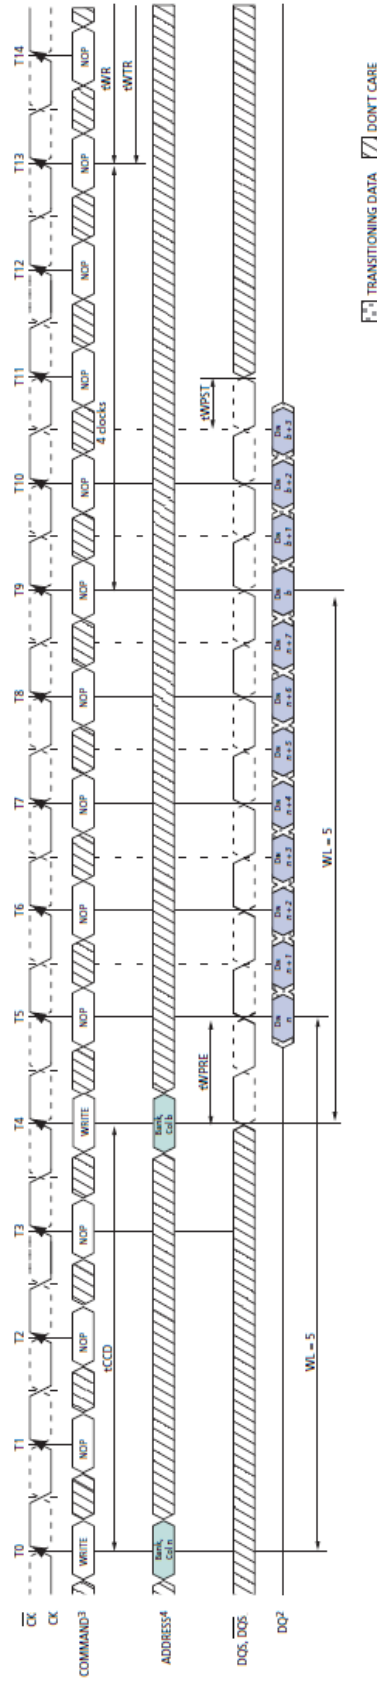 T0 T1 T2 T3 T4 T5 T6 T7 T8 T9 T10 T11 T12 T13 T14
CK
CK
COMMAND3 WRITE NOP NOP NOP WRITE NOP NOP NOP NOP NOP NOP NOP NOP NOP NOP
tCCD 4 clocks tWR
tWTR
ADDRESS4 Bank, Col n Bank, Col b
tWPRE tWPST
DQS, DQS
DQ2 Din n Din n + 1 Din n + 2 Din n + 3 Din n + 4 Din n + 5 Din n + 6 Din n + 7 Din b Din b + 1 Din b + 2 Din b + 3
WL = 5
WL = 5
TRANSITIONING DATA DON'T CARE